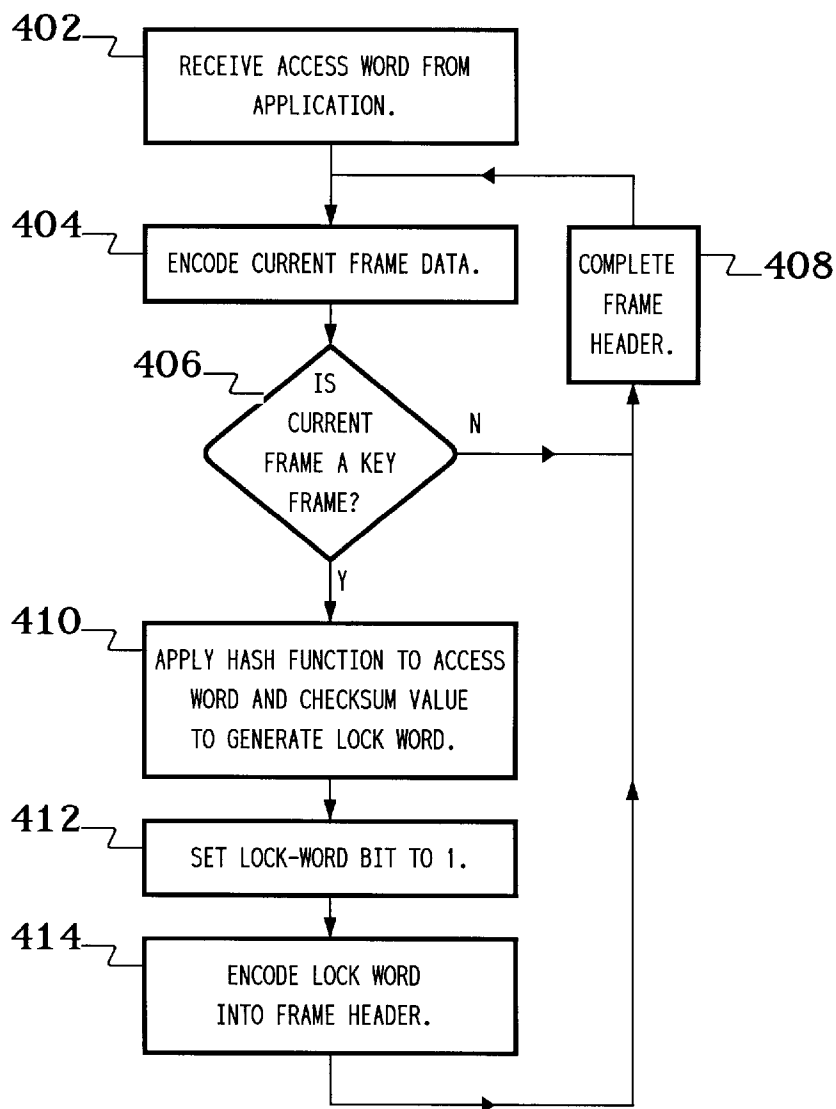 402
RECEIVE ACCESS WORD FROM
APPLICATION.
404
ENCODE CURRENT FRAME DATA.
COMPLETE
FRAME
HEADER.
408
406
IS
CURRENT
FRAME A KEY
FRAME?
N
Y
410
APPLY HASH FUNCTION TO ACCESS
WORD AND CHECKSUM VALUE
TO GENERATE LOCK WORD.
412
SET LOCK-WORD BIT TO 1.
414
ENCODE LOCK WORD
INTO FRAME HEADER.